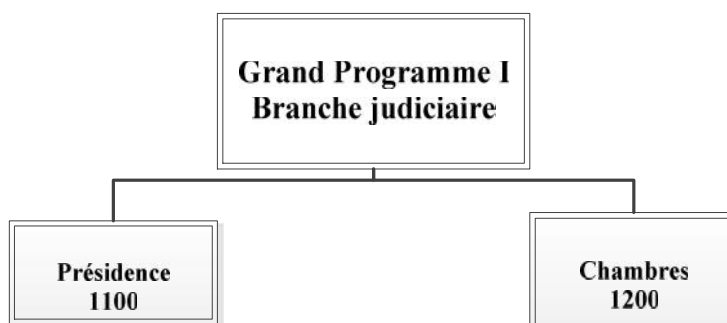 Grand Programme I
Branche judiciaire
Présidence
1100
Chambres
1200